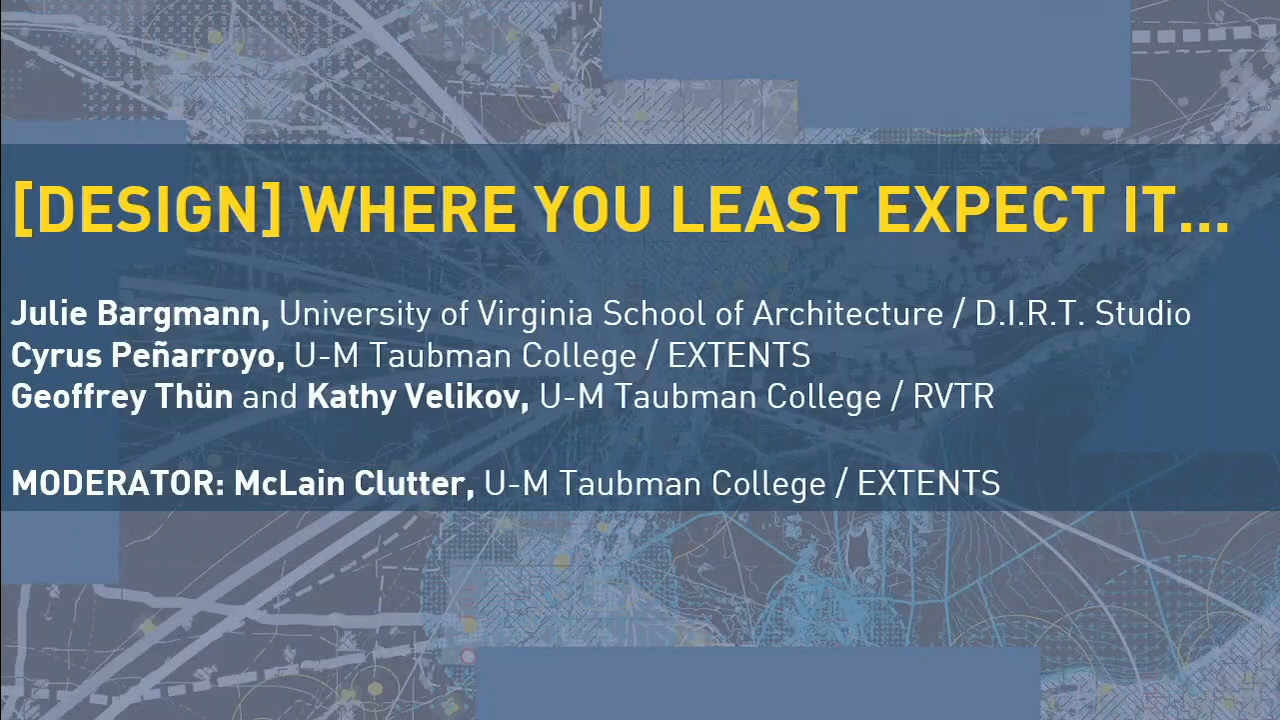 [DESIGN] WHERE YOU LEAST EXPECT IT...
Julie Bargmann, University of Virginia School of Architecture / D.I.R.T. Studio
Cyrus Peñarroyo, U-M Taubman College / EXTENTS
Geoffrey Thün and Kathy Velikov, U-M Taubman College / RVTR
MODERATOR: McLain Clutter, U-M Taubman College / EXTENTS